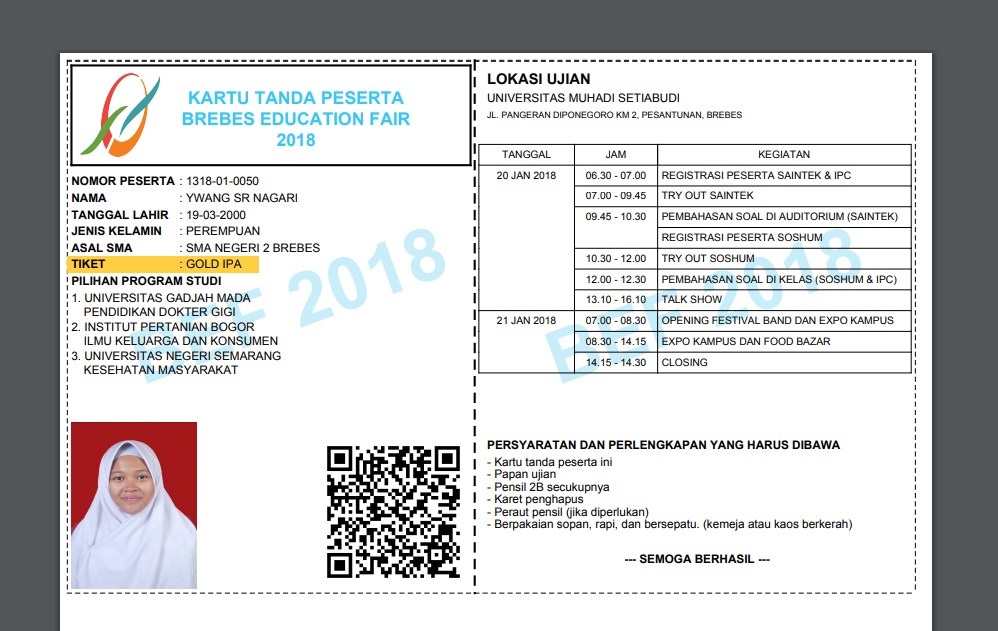 KARTU TANDA PESERTA
BREBES EDUCATION FAIR
2018
NOMOR PESERTA : 1318-01-0050
NAMA : YWANG SR NAGARI
TANGGAL LAHIR : 19-03-2000
JENIS KELAMIN : PEREMPUAN
ASAL SMA : SMA NEGERI 2 BREBES
TIKET : GOLD IPA
PILIHAN PROGRAM STUDI
1. UNIVERSITAS GADJAH MADA
PENDIDIKAN DOKTER GIGI
2. INSTITUT PERTANIAN BOGOR
ILMU KELUARGA DAN KONSUMEN
3. UNIVERSITAS NEGERI SEMARANG
KESEHATAN MASYARAKAT
BEF 2018
LOKASI UJIAN
UNIVERSITAS MUHADI SETIABUDI
JL. PANGERAN DIPONEGORO KM 2, PESANTUNAN, BREBES
TANGGAL JAM KEGIATAN
20 JAN 2018 06.30 - 07.00 REGISTRASI PESERTA SAINTEK & IPC
07.00 - 09.45 TRY OUT SAINTEK
09.45 - 10.30 PEMBAHASAN SOAL DI AUDITORIUM (SAINTEK)
REGISTRASI PESERTA SOSHUM
10.30 - 12.00 TRY OUT SOSHUM
12.00 - 12.30 PEMBAHASAN SOAL DI KELAS (SOSHUM & IPC)
13.10 - 16.10 TALK SHOW
21 JAN 2018 07.00 - 08.30 OPENING FESTIVAL BAND DAN EXPO KAMPUS
08.30 - 14.15 EXPO KAMPUS DAN FOOD BAZAR
14.15 - 14.30 CLOSING
BEF 2018
PERSYARATAN DAN PERLENGKAPAN YANG HARUS DIBAWA
- Kartu tanda peserta ini
- Papan ujian
- Pensil 2B secukupnya
- Karet penghapus
- Peraut pensil (jika diperlukan)
- Berpakaian sopan, rapi, dan bersepatu. (kemeja atau kaos berkerah)
--- SEMOGA BERHASIL ---